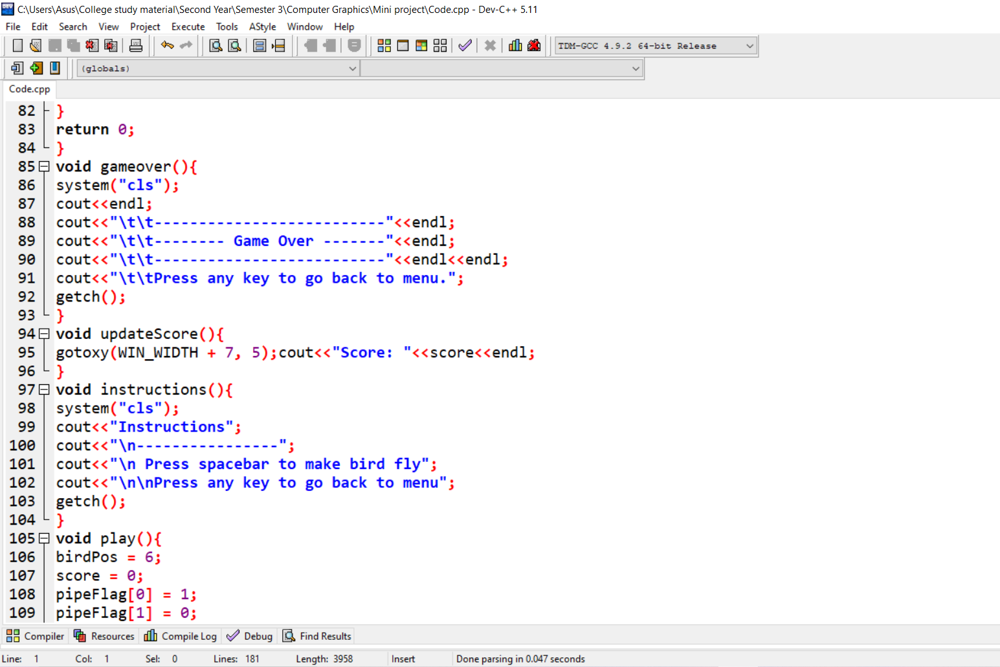 C:\Users\Asus\College study material\Second Year\Semester 3\Computer Graphics\Mini project\Code.cpp - Dev-C++ 5.11
File Edit Search View Project Execute Tools AStyle Window Help
TDM-GCC 4.9.2 64-bit Release
(globals)
Code.cpp
82 }
83 return 0;
84 }
85 void gameover(){
86 system("cls");
87 cout<<endl;
88 cout<<"\t\t--------------------------"<<endl;
89 cout<<"\t\t-------- Game Over -------"<<endl;
90 cout<<"\t\t--------------------------"<<endl<<endl;
91 cout<<"\t\tPress any key to go back to menu.";
92 getch();
93 }
94 void updateScore(){
95 gotoxy(WIN_WIDTH + 7, 5);cout<<"Score: "<<score<<endl;
96 }
97 void instructions(){
98 system("cls");
99 cout<<"Instructions";
100 cout<<"\n----------------";
101 cout<<"\n Press spacebar to make bird fly";
102 cout<<"\n\nPress any key to go back to menu";
103 getch();
104 }
105 void play(){
106 birdPos = 6;
107 score = 0;
108 pipeFlag[0] = 1;
109 pipeFlag[1] = 0;
Compiler Resources Compile Log Debug Find Results
Line: 1 Col: 1 Sel: 0 Lines: 181 Length: 3958 Insert Done parsing in 0.047 seconds